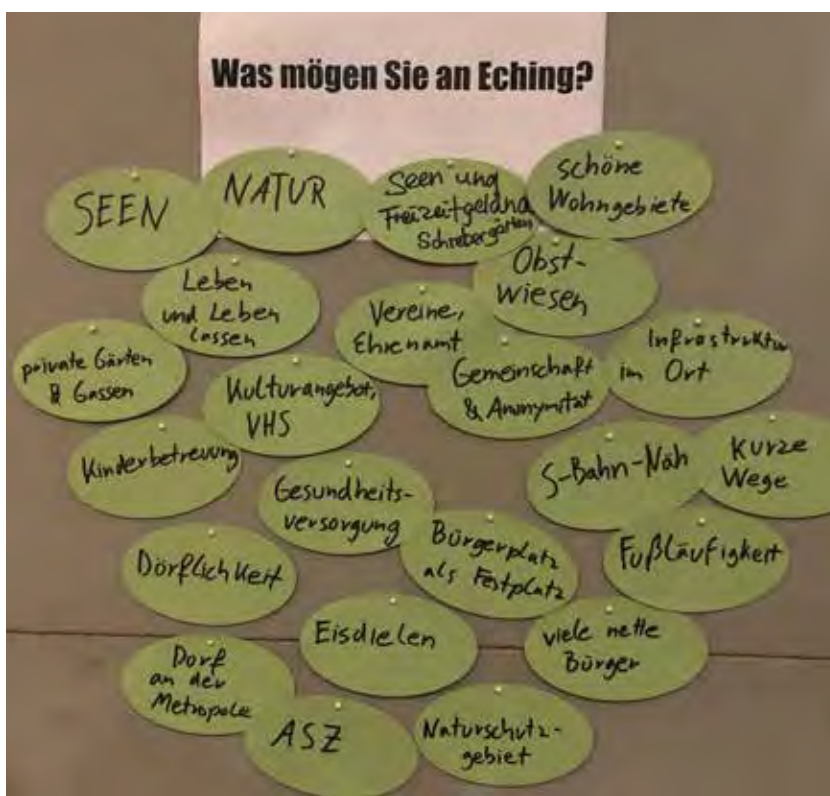 Was mögen Sie an Eching?
SEEN
NATUR
Seen und
Freizeitgelände
Schrebergärten
schöne
Wohngebiete
Leben
und Leben
lassen
Vereine,
Ehrenamt
Obst-
wiesen
private Gärten
& Gassen
Kulturangebot,
VHS
Gemeinschaft
& Anonymität
Infrastruktur
im Ort
Kinderbetreuung
Gesundheits-
versorgung
S-Bahn-Näh
Kurze
Wege
Dörflichkeit
Bürgerplatz
als Festplatz
Fußläufigkeit
Eisdielen
viele nette
Bürger
Dorf
an der
Metropole
ASZ
Naturschutz-
gebiet